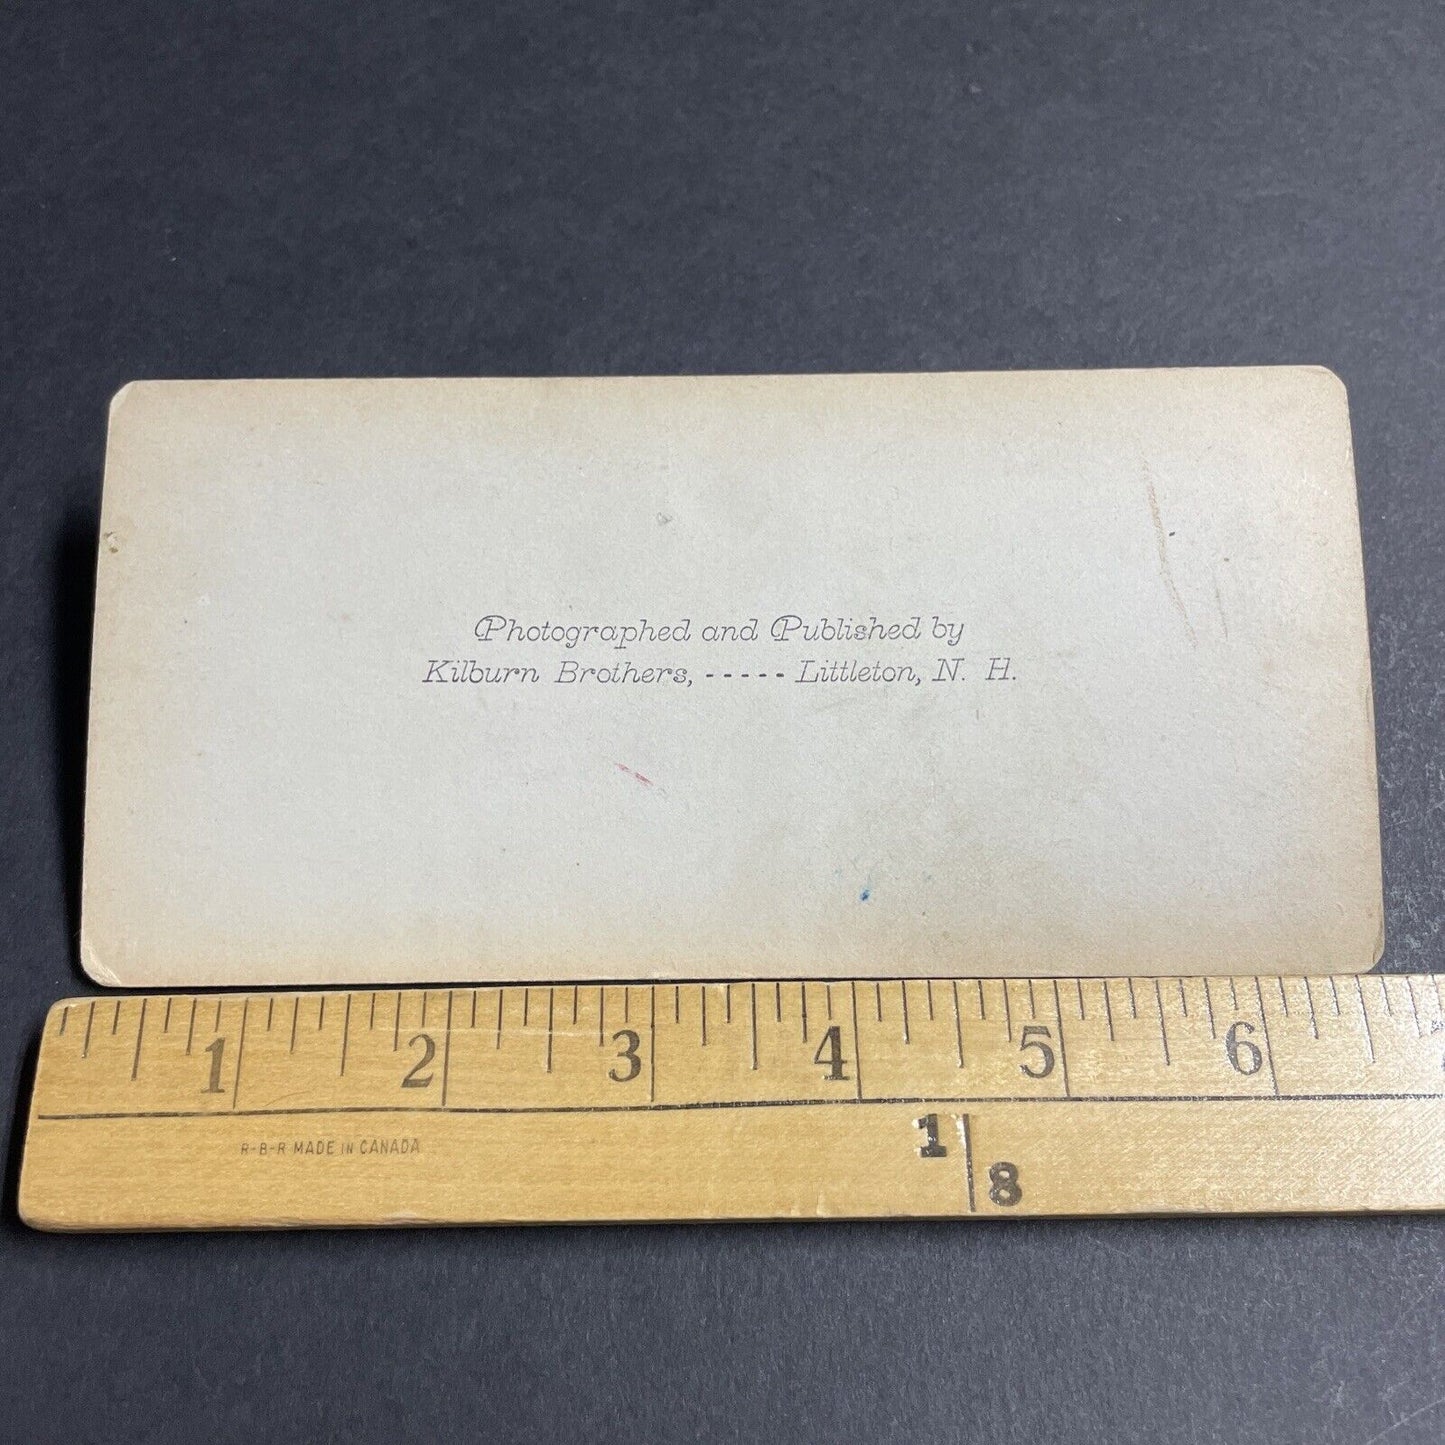 Photographed and Published by
Kilburn Brothers, ----- Littleton, N. H.
1 2 3 4 5 6
R-B-R MADE IN CANADA
1
8